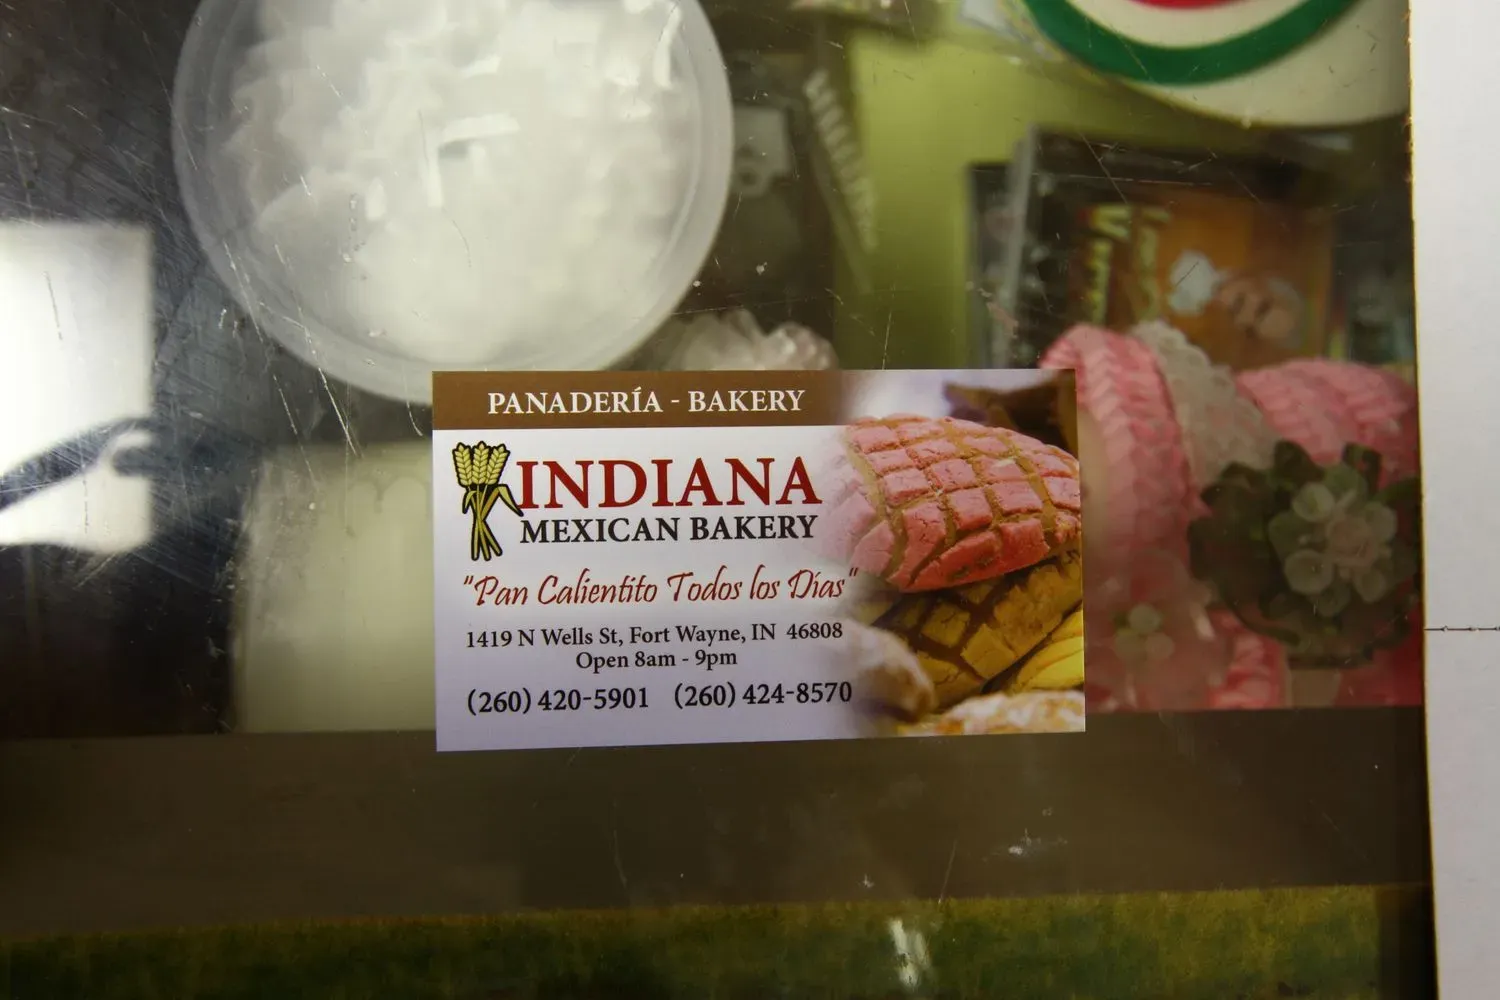 PANADERÍA - BAKERY
INDIANA
MEXICAN BAKERY
"Pan Calientito Todos los Días"
1419 N Wells St, Fort Wayne, IN 46808
Open 8am - 9pm
(260) 420-5901 (260) 424-8570